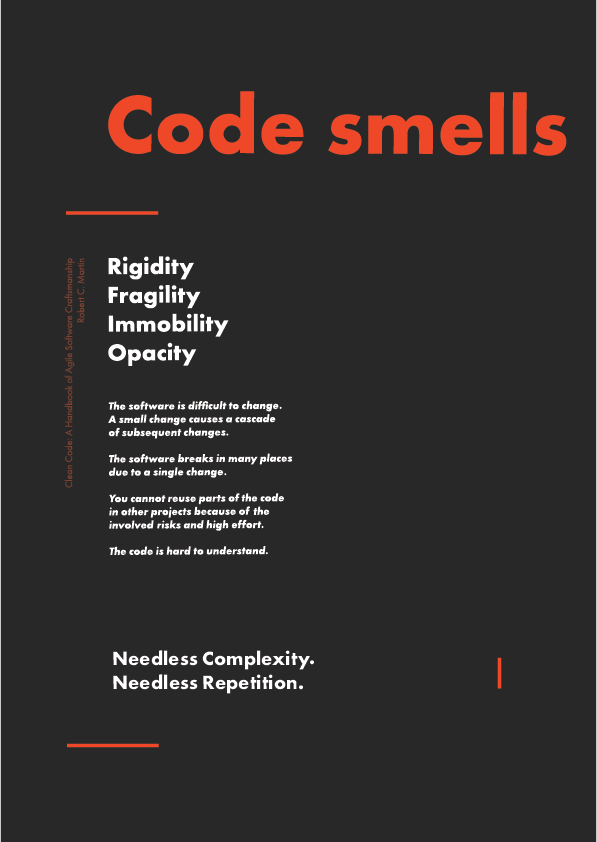 Code smells
Clean Code: A Handbook of Agile Software Craftsmanship
Robert C. Martin
Rigidity
Fragility
Immobility
Opacity
The software is difficult to change.
A small change causes a cascade
of subsequent changes.
The software breaks in many places
due to a single change.
You cannot reuse parts of the code
in other projects because of the
involved risks and high effort.
The code is hard to understand.
Needless Complexity.
Needless Repetition.